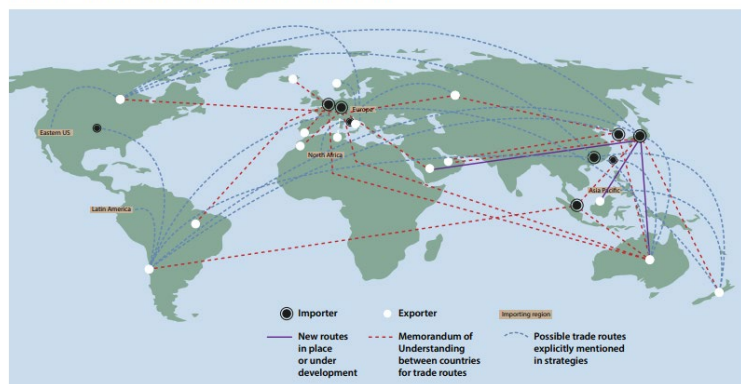 Europe
Eastern US
North Africa
Asia Pacific
Latin America
Importer
Exporter
Importing region
New routes
in place
or under
development
Memorandum of
Understanding
between countries
for trade routes
Possible trade routes
explicitly mentioned
in strategies